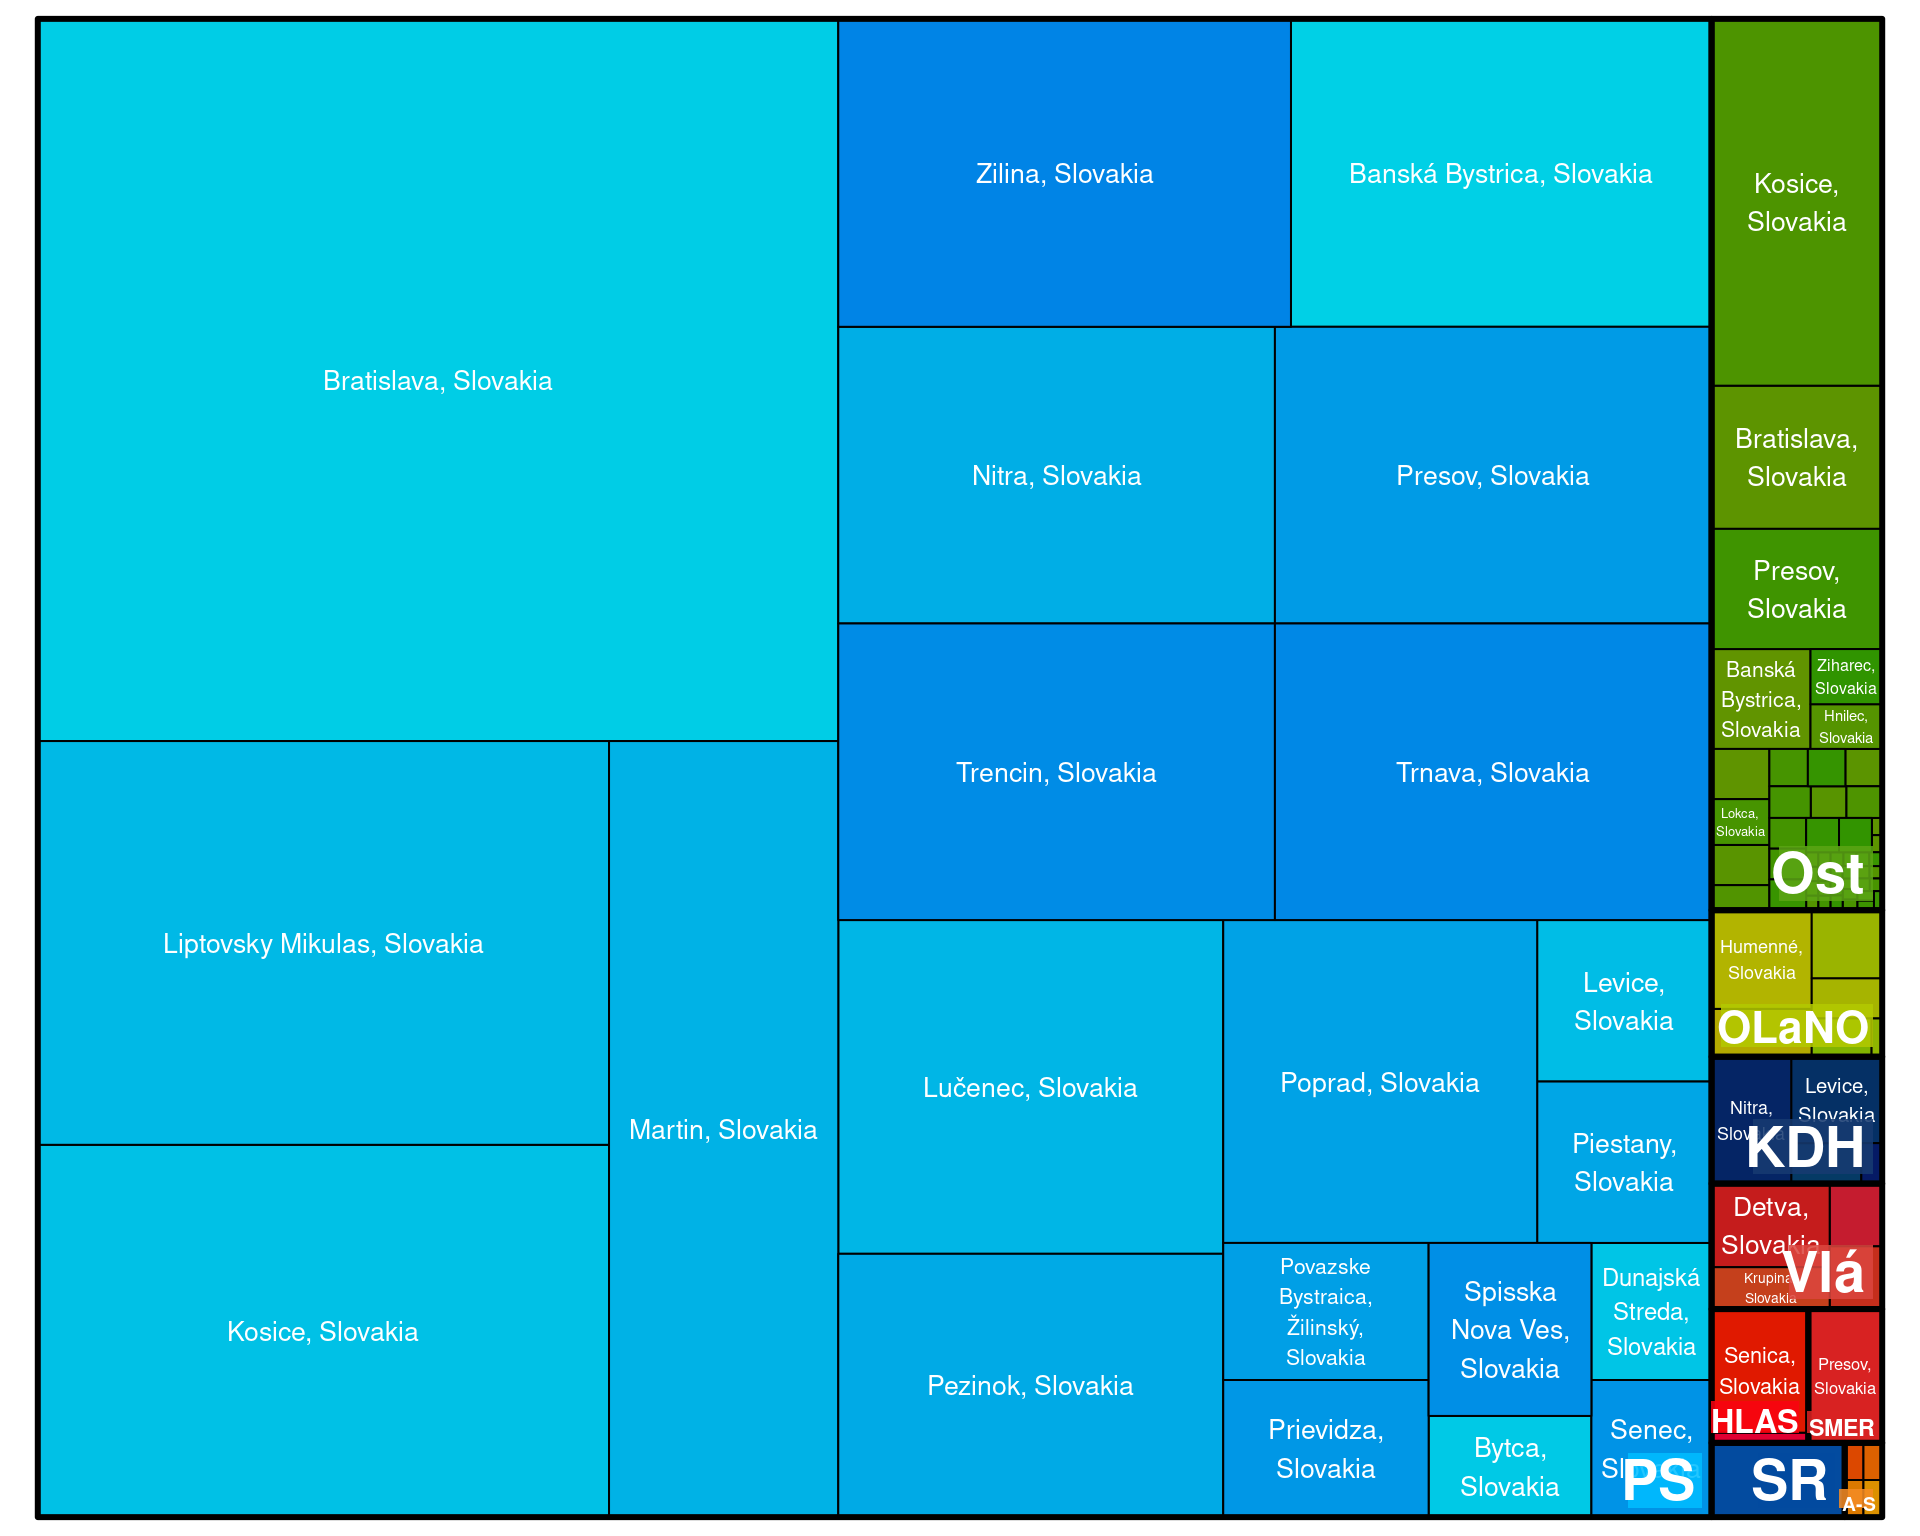 Bratislava, Slovakia
Zilina, Slovakia
Banská Bystrica, Slovakia
Nitra, Slovakia
Presov, Slovakia
Trencin, Slovakia
Trnava, Slovakia
Liptovsky Mikulas, Slovakia
Kosice, Slovakia
Martin, Slovakia
Lučenec, Slovakia
Pezinok, Slovakia
Poprad, Slovakia
Levice,
Slovakia
Piestany,
Slovakia
Povazske
Bystraica,
Žilinský,
Slovakia
Prievidza,
Slovakia
Spisska
Nova Ves,
Slovakia
Bytca,
Slovakia
Dunajská
Streda,
Slovakia
Senec,
Slovakia
PS
Kosice,
Slovakia
Bratislava,
Slovakia
Presov,
Slovakia
Banská
Bystrica,
Slovakia
Ziharec,
Slovakia
Hnilec,
Slovakia
Lokca,
Slovakia
Ost
Humenné,
Slovakia
OLaNO
Nitra,
Slovakia
Levice,
Slovakia
KDH
Detva,
Slovakia
Krupina,
Slovakia
Vlá
Senica,
Slovakia
HLAS
Presov,
Slovakia
SMER
SR
A-S